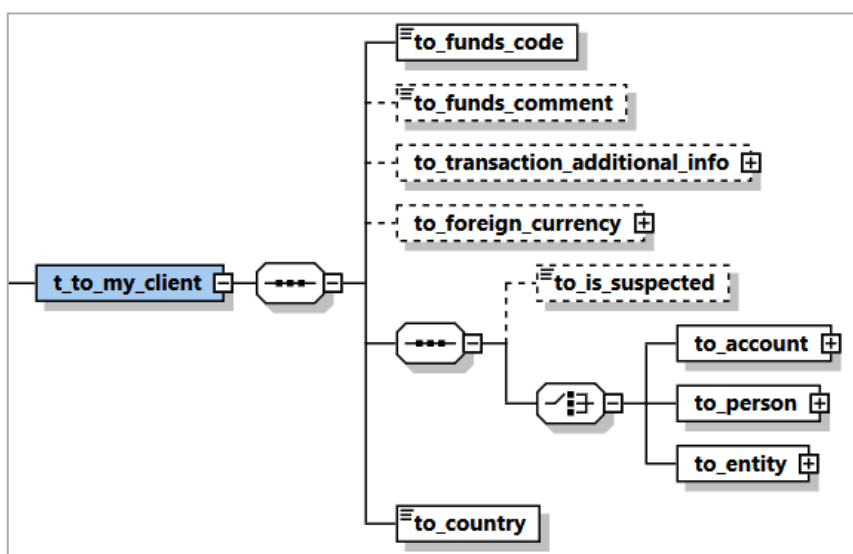 to_funds_code
to_funds_comment
to_transaction_additional_info
to_foreign_currency
t_to_my_client
to_is_suspected
to_account
to_person
to_entity
to_country